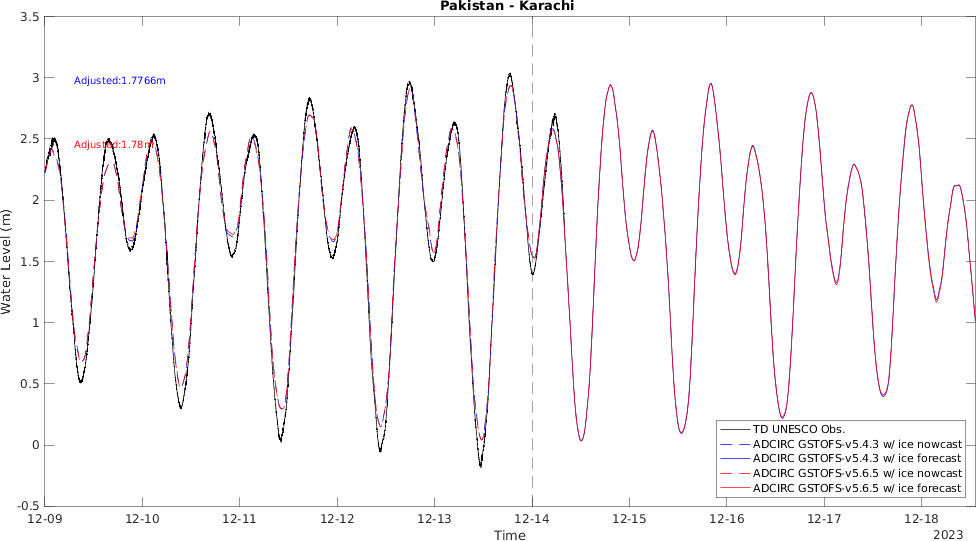 Pakistan - Karachi
3.5
3
2.5
2
1.5
1
0.5
0
-0.5
Water Level (m)
Adjusted:1.7766m
Adjusted:1.78m
TD UNESCO Obs.
ADCIRC GSTOFS-v5.4.3 w/ ice nowcast
ADCIRC GSTOFS-v5.4.3 w/ ice forecast
ADCIRC GSTOFS-v5.6.5 w/ ice nowcast
ADCIRC GSTOFS-v5.6.5 w/ ice forecast
12-09 12-10 12-11 12-12 12-13 12-14 12-15 12-16 12-17 12-18
Time
2023